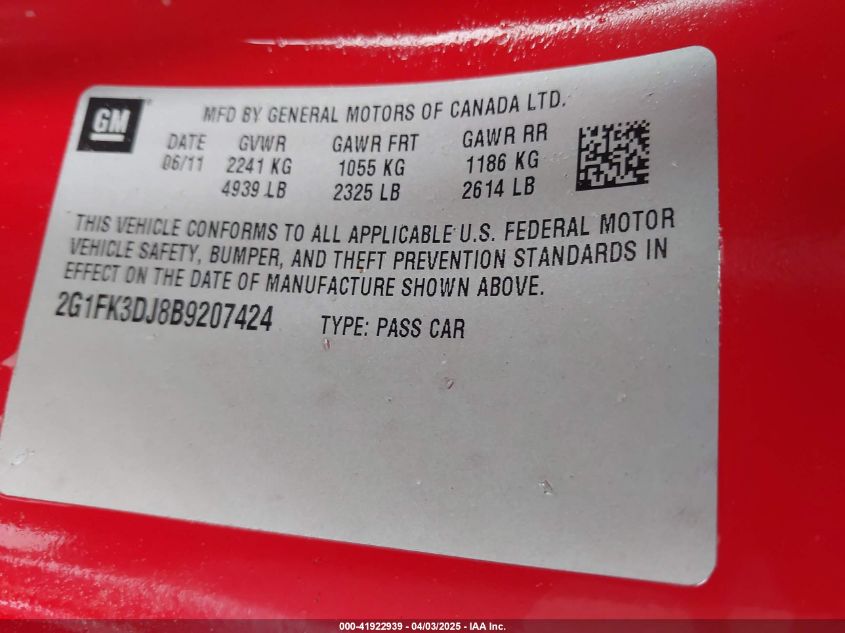 GM
MFD BY GENERAL MOTORS OF CANADA LTD.
DATE GVWR GAWR FRT GAWR RR
06/11 2241 KG 1055 KG 1186 KG
4939 LB 2325 LB 2614 LB
THIS VEHICLE CONFORMS TO ALL APPLICABLE U.S. FEDERAL MOTOR
VEHICLE SAFETY, BUMPER, AND THEFT PREVENTION STANDARDS IN
EFFECT ON THE DATE OF MANUFACTURE SHOWN ABOVE.
2G1FK3DJ8B9207424 TYPE: PASS CAR
000-41922939 - 04/03/2025 - IAA Inc.